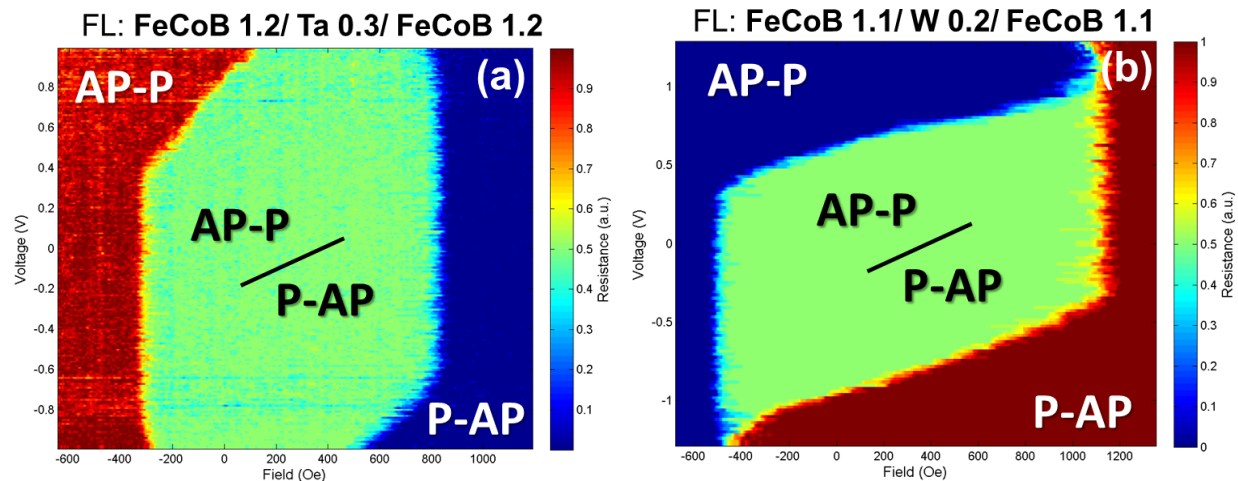 FL: FeCoB 1.2/ Ta 0.3/ FeCoB 1.2
(a)
AP-P
AP-P
P-AP
P-AP
Voltage (V)
0.8
0.6
0.4
0.2
0
-0.2
-0.4
-0.6
-0.8
-600 -400 -200 0 200 400 600 800 1000
Field (Oe)
0.9
0.8
0.7
0.6
0.5
0.4
0.3
0.2
0.1
Resistance (a.u.)
FL: FeCoB 1.1/ W 0.2/ FeCoB 1.1
(b)
AP-P
AP-P
P-AP
P-AP
Voltage (V)
1
0.5
0
-0.5
-1
-600 -400 -200 0 200 400 600 800 1000 1200
Field (Oe)
1
0.9
0.8
0.7
0.6
0.5
0.4
0.3
0.2
0.1
0
Resistance (a.u.)